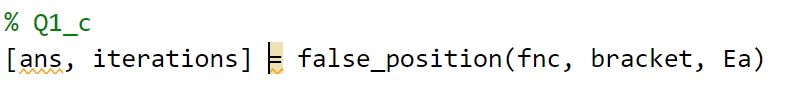 % Q1_c
[ans, iterations] = false_position(fnc, bracket, Ea)